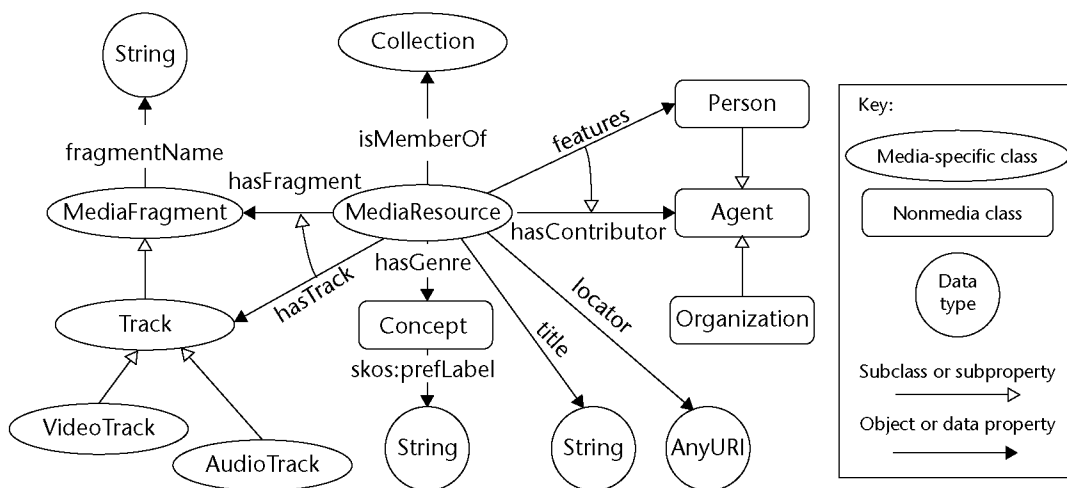 String
Collection
Person
Key:
features
isMemberOf
fragmentName
Media-specific class
hasFragment
MediaFragment
MediaResource
Agent
Nonmedia class
hasContributor
hasGenre
hasTrack
locator
Data
type
Track
Concept
title
Organization
skos:prefLabel
Subclass or subproperty
VideoTrack
String
String
AnyURI
Object or data property
AudioTrack